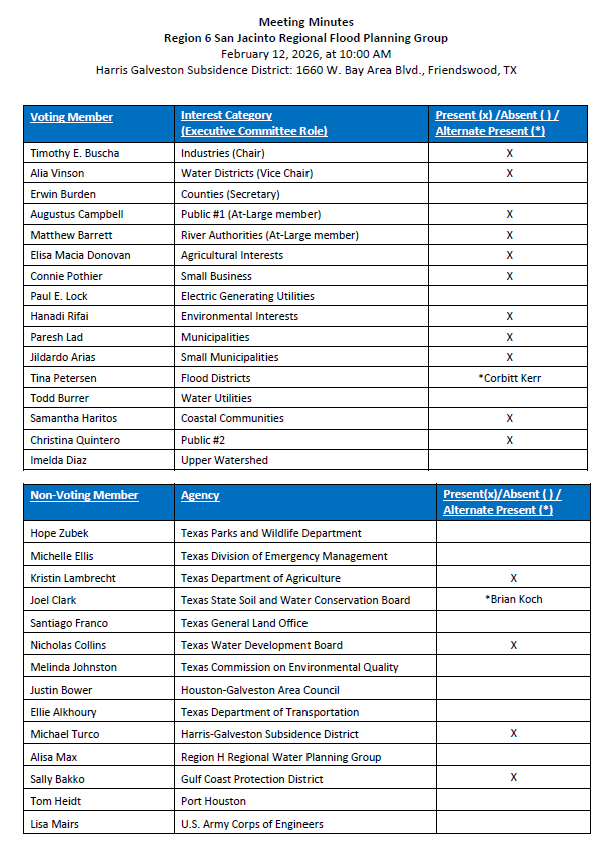 Meeting Minutes
Region 6 San Jacinto Regional Flood Planning Group
February 12, 2026, at 10:00 AM
Harris Galveston Subsidence District: 1660 W. Bay Area Blvd., Friendswood, TX
Voting Member Interest Category (Executive Committee Role) Present (x) /Absent ( ) / Alternate Present (*)
Timothy E. Buscha Industries (Chair) X
Alia Vinson Water Districts (Vice Chair) X
Erwin Burden Counties (Secretary)
Augustus Campbell Public #1 (At-Large member) X
Matthew Barrett River Authorities (At-Large member) X
Elisa Macia Donovan Agricultural Interests X
Connie Pothier Small Business X
Paul E. Lock Electric Generating Utilities
Hanadi Rifai Environmental Interests X
Paresh Lad Municipalities X
Jildardo Arias Small Municipalities X
Tina Petersen Flood Districts *Corbitt Kerr
Todd Burrer Water Utilities
Samantha Haritos Coastal Communities X
Christina Quintero Public #2 X
Imelda Diaz Upper Watershed
Non-Voting Member Agency Present(x)/Absent ( ) / Alternate Present (*)
Hope Zubek Texas Parks and Wildlife Department
Michelle Ellis Texas Division of Emergency Management
Kristin Lambrecht Texas Department of Agriculture X
Joel Clark Texas State Soil and Water Conservation Board *Brian Koch
Santiago Franco Texas General Land Office
Nicholas Collins Texas Water Development Board X
Melinda Johnston Texas Commission on Environmental Quality
Justin Bower Houston-Galveston Area Council
Ellie Alkhoury Texas Department of Transportation
Michael Turco Harris-Galveston Subsidence District X
Alisa Max Region H Regional Water Planning Group
Sally Bakko Gulf Coast Protection District X
Tom Heidt Port Houston
Lisa Mairs U.S. Army Corps of Engineers